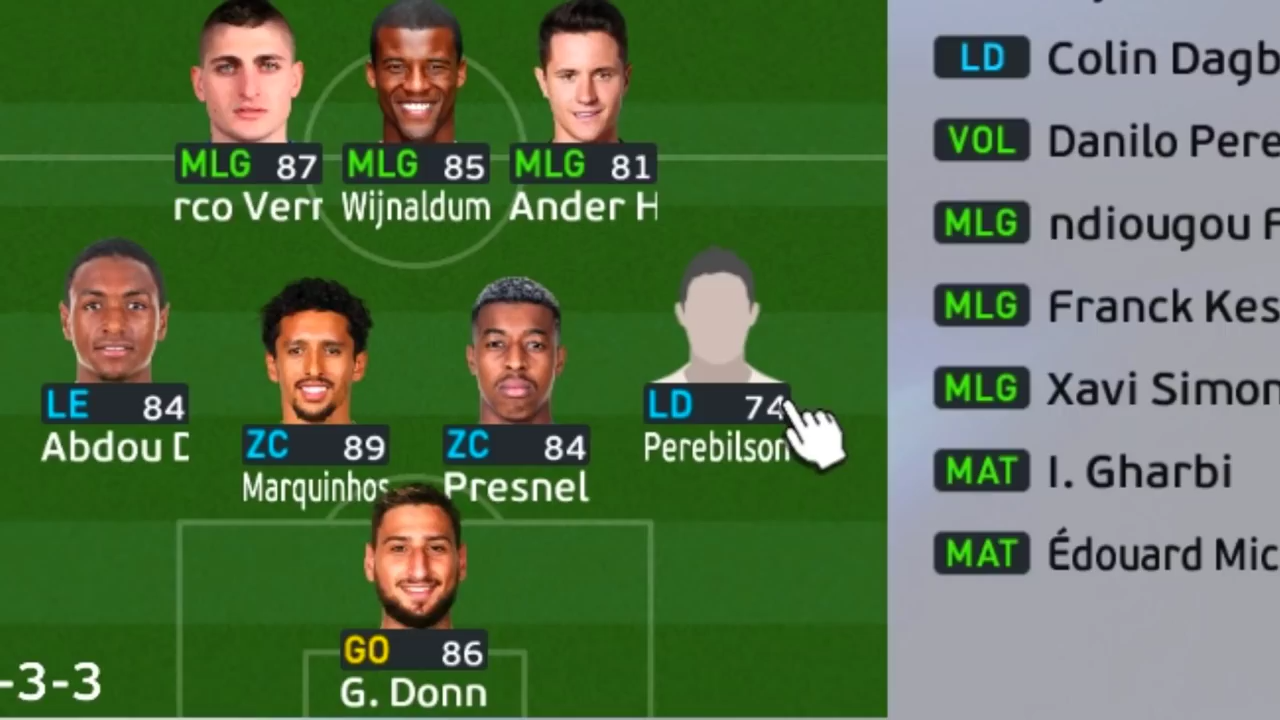 MLG 87
MLG 85
MLG 81
rco Verr
Wijnaldum
Ander H
LE 84
Abdou D
ZC 89
Marquinhos
ZC 84
Presnel
LD 74
Perebilson
GO 86
G. Donn
-3-3
LD Colin Dagb
VOL Danilo Pere
MLG ndiougou F
MLG Franck Kes
MLG Xavi Simon
MAT I. Gharbi
MAT Édouard Mic